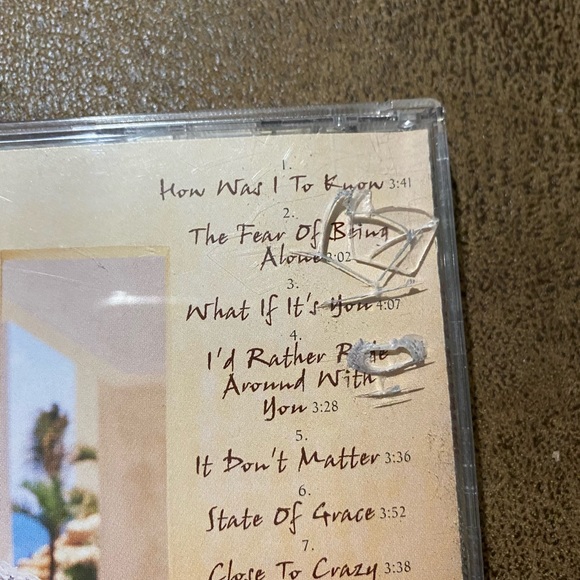 1.
How Was I To Know 3:41
2.
The Fear Of Being
Alone 3:02
3.
What If It's You 4:07
4.
I'd Rather Ride
Around With
You 3:28
5.
It Don't Matter 3:36
6.
State Of Grace 3:52
7.
Close To Crazy 3:38